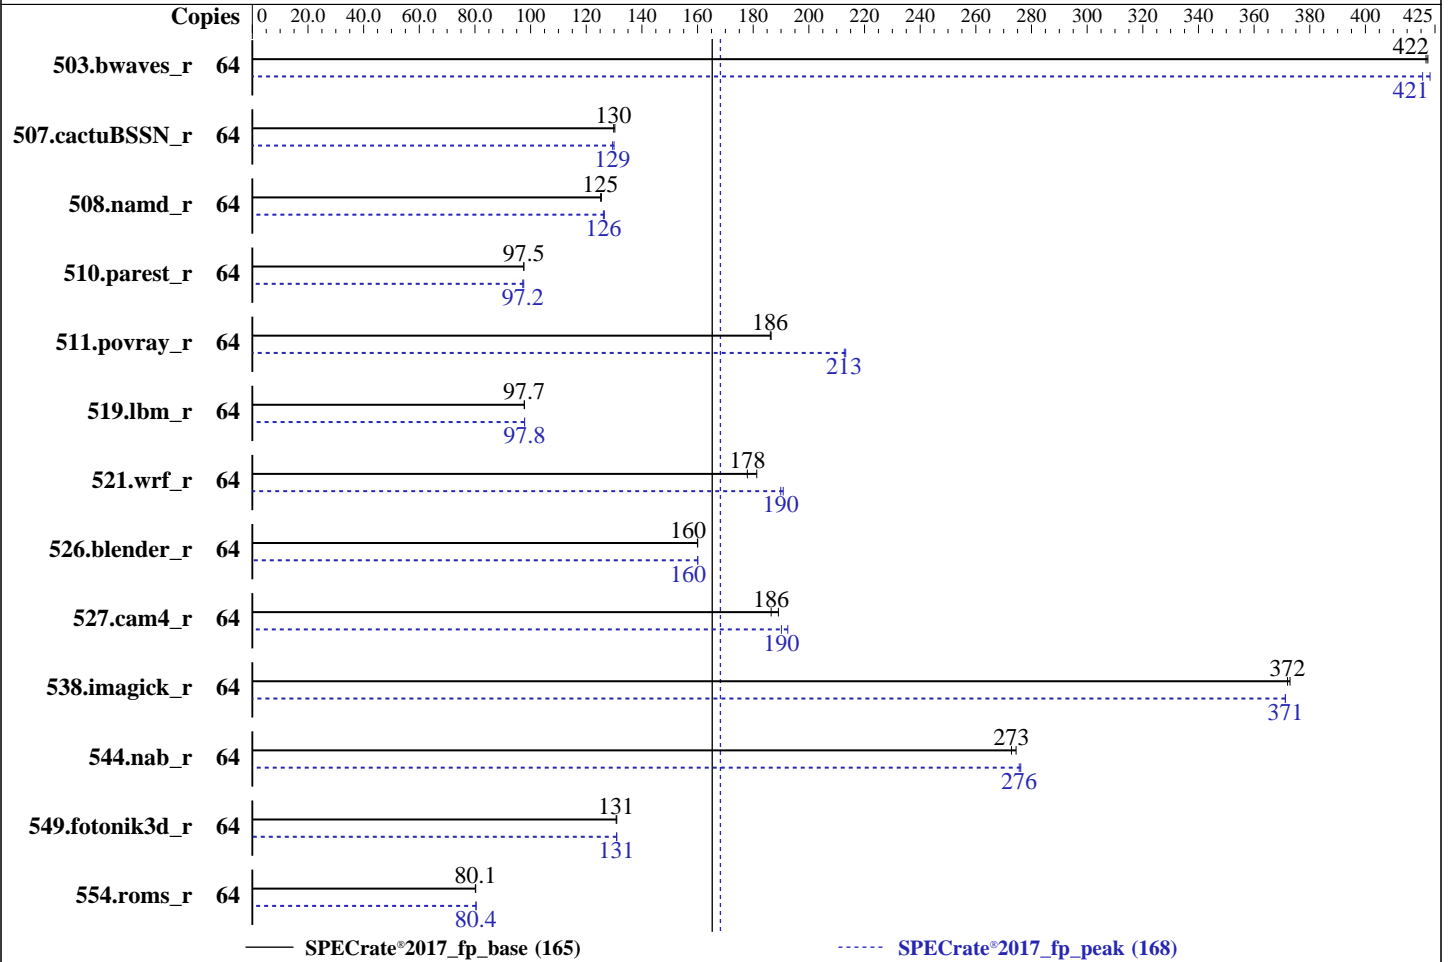 Copies 0 20.0 40.0 60.0 80.0 100 120 140 160 180 200 220 240 260 280 300 320 340 360 380 400 425
503.bwaves_r 64 422
421
507.cactuBSSN_r 64 130
129
508.namd_r 64 125
126
510.parest_r 64 97.5
97.2
511.povray_r 64 186
213
519.lbm_r 64 97.7
97.8
521.wrf_r 64 178
190
526.blender_r 64 160
160
527.cam4_r 64 186
190
538.imagick_r 64 372
371
544.nab_r 64 273
276
549.fotonik3d_r 64 131
131
554.roms_r 64 80.1
80.4
SPECrate®2017_fp_base (165) SPECrate®2017_fp_peak (168)